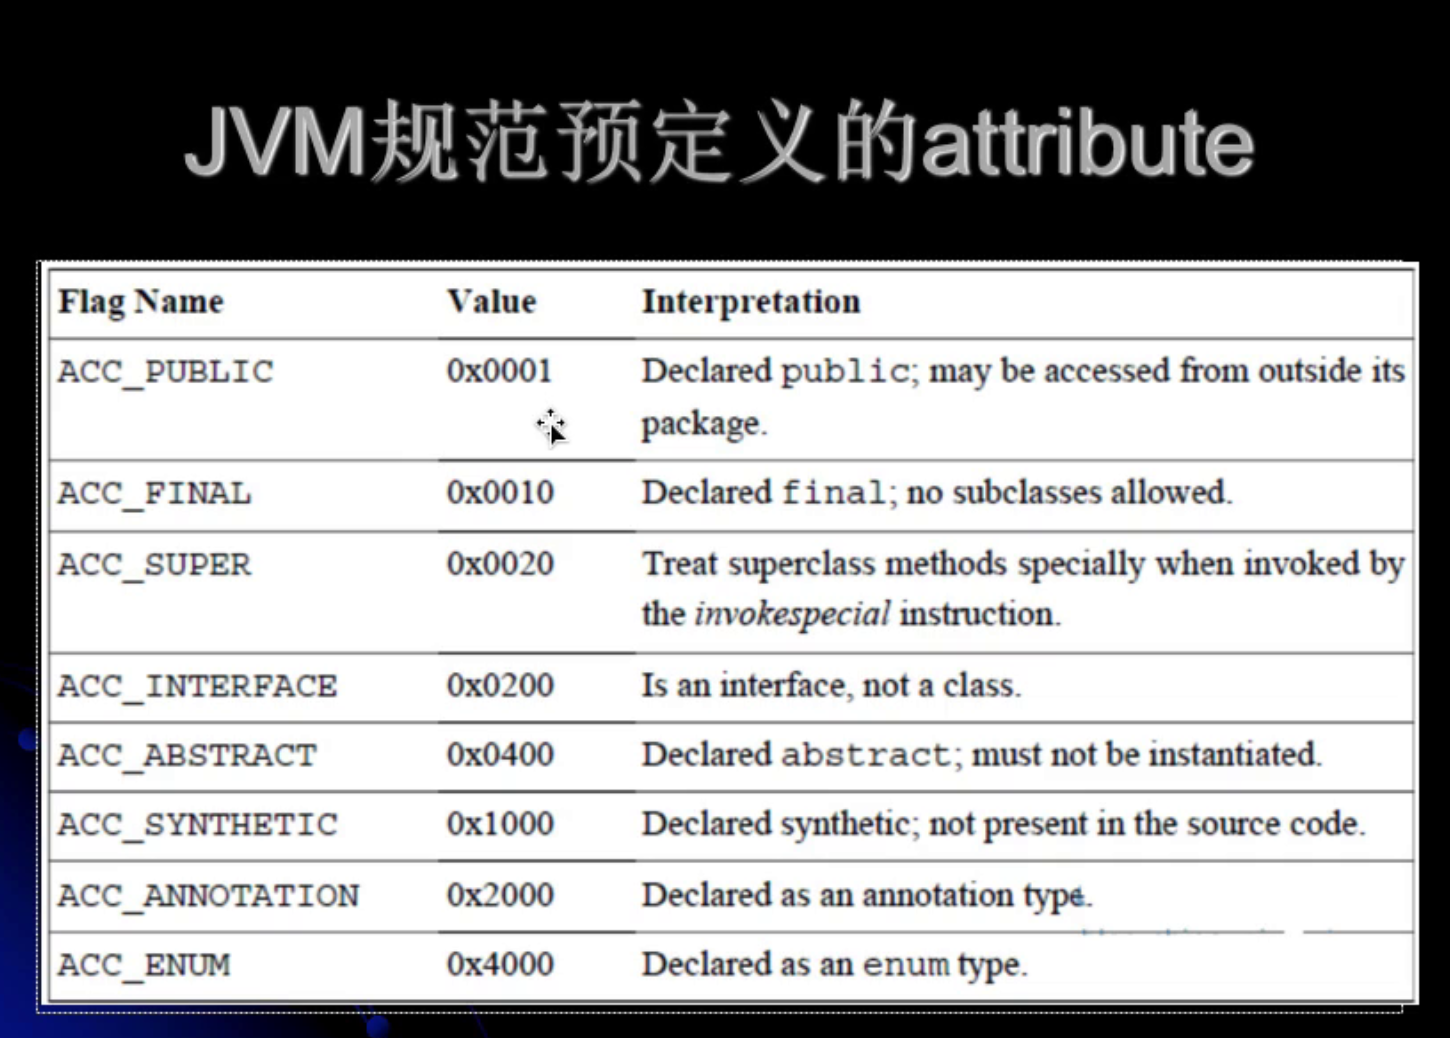 JVM规范预定义的attribute
Flag Name Value Interpretation
ACC_PUBLIC 0x0001 Declared public; may be accessed from outside its
package.
ACC_FINAL 0x0010 Declared final; no subclasses allowed.
ACC_SUPER 0x0020 Treat superclass methods specially when invoked by
the invokespecial instruction.
ACC_INTERFACE 0x0200 Is an interface, not a class.
ACC_ABSTRACT 0x0400 Declared abstract; must not be instantiated.
ACC_SYNTHETIC 0x1000 Declared synthetic; not present in the source code.
ACC_ANNOTATION 0x2000 Declared as an annotation type.
ACC_ENUM 0x4000 Declared as an enum type.